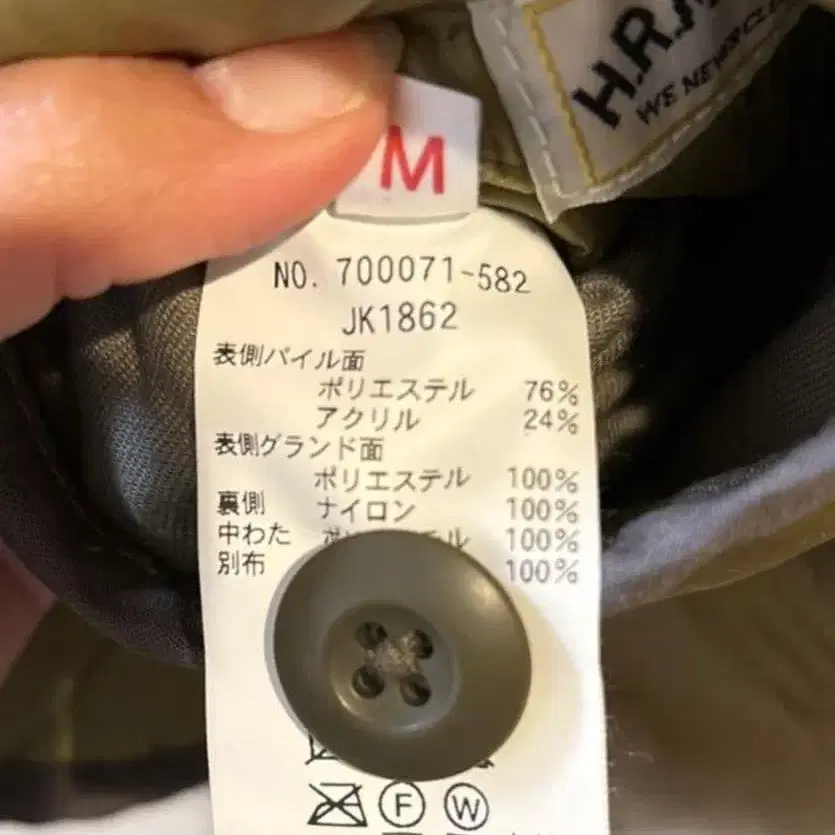 H.R.M
WE NEVER CLO
M
NO. 700071-582
JK1862
表側パイル面
ポリエステル 76%
アクリル 24%
表側グランド面
ポリエステル 100%
裏側 ナイロン 100%
中わた 100%
別布 100%
F W